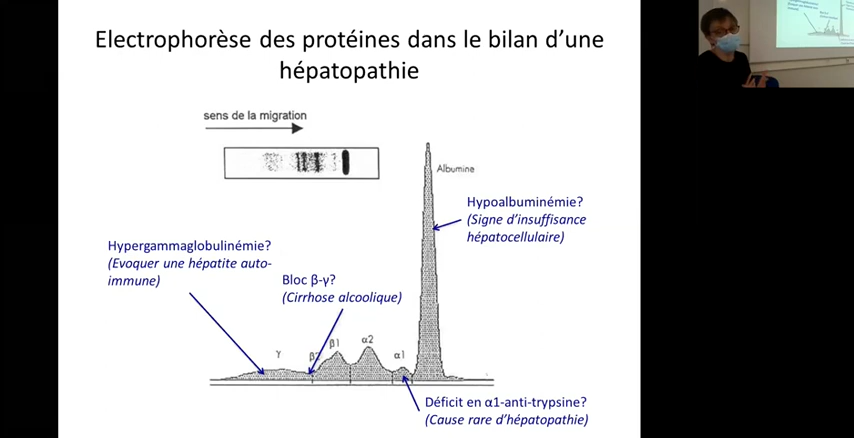 Electrophorèse des protéines dans le bilan d’une
hépatopathie
sens de la migration
Albumine
Hypoalbuminémie?
(Signe d’insuffisance
hépatocellulaire)
Hypergammaglobulinémie?
(Evoquer une hépatite auto-
immune)
Bloc β-γ?
(Cirrhose alcoolique)
γ
β2
β1
α2
α1
Déficit en α1-anti-trypsine?
(Cause rare d’hépatopathie)